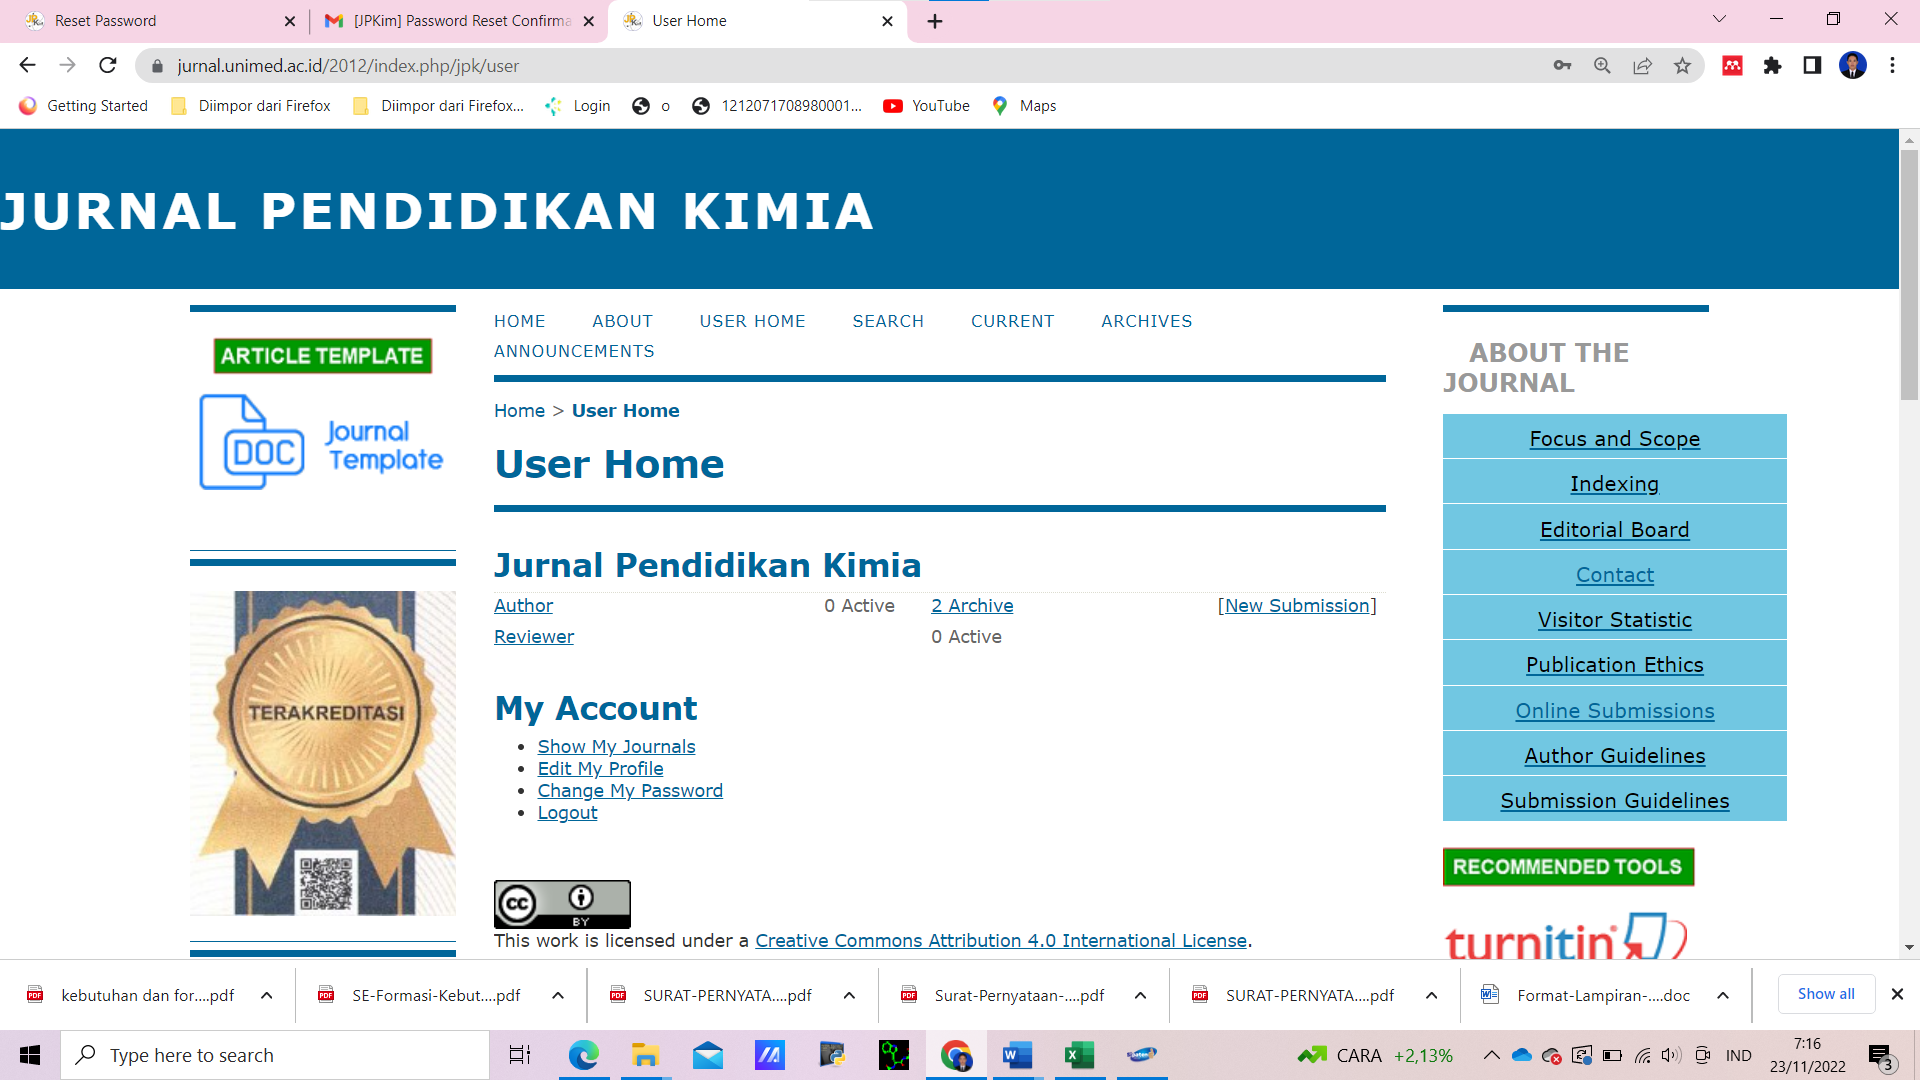 Reset Password
[JPKim] Password Reset Confirma
User Home
jurnal.unimed.ac.id/2012/index.php/jpk/user
Getting Started
Diimpor dari Firefox
Diimpor dari Firefox...
Login
o
1212071708980001...
YouTube
Maps
JURNAL PENDIDIKAN KIMIA
ARTICLE TEMPLATE
DOC
Journal
Template
TERAKREDITASI
HOME ABOUT USER HOME SEARCH CURRENT ARCHIVES
ANNOUNCEMENTS
Home > User Home
User Home
Jurnal Pendidikan Kimia
Author 0 Active 2 Archive [New Submission]
Reviewer 0 Active
My Account
Show My Journals
Edit My Profile
Change My Password
Logout
cc BY
This work is licensed under a Creative Commons Attribution 4.0 International License.
ABOUT THE
JOURNAL
Focus and Scope
Indexing
Editorial Board
Contact
Visitor Statistic
Publication Ethics
Online Submissions
Author Guidelines
Submission Guidelines
RECOMMENDED TOOLS
turnitin
PDF kebutuhan dan for....pdf
PDF SE-Formasi-Kebut....pdf
PDF SURAT-PERNYATA....pdf
PDF Surat-Pernyataan-....pdf
PDF SURAT-PERNYATA....pdf
Format-Lampiran-....doc
Show all
Type here to search
CARA +2,13%
IND
7:16
23/11/2022
3